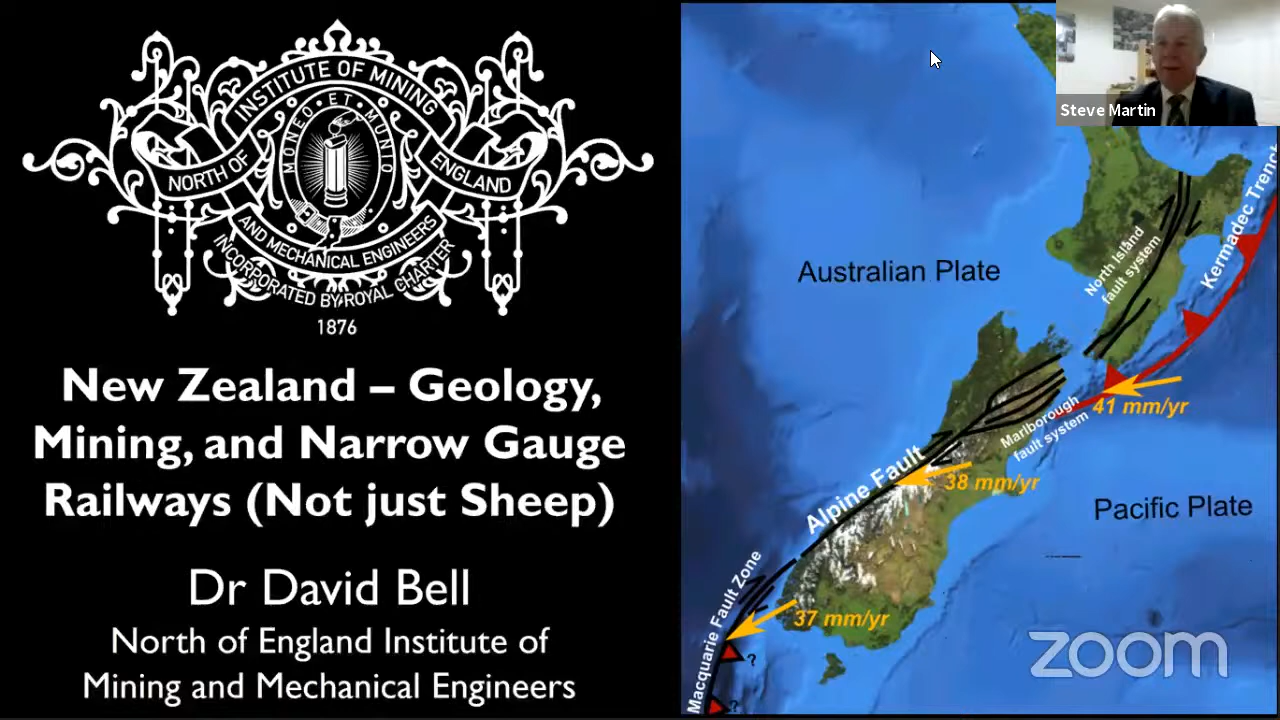 INSTITUTE OF MINING
MONEO ET MUNIO
NORTH OF
ENGLAND
AND MECHANICAL ENGINEERS
INCORPORATED BY ROYAL CHARTER
1876
New Zealand – Geology,
Mining, and Narrow Gauge
Railways (Not just Sheep)
Dr David Bell
North of England Institute of
Mining and Mechanical Engineers
Steve Martin
Australian Plate
North Island
fault system
Kermadec Trench
41 mm/yr
Marlborough
fault system
Alpine Fault
38 mm/yr
Pacific Plate
Macquarie Fault Zone
37 mm/yr
?
?
zoom